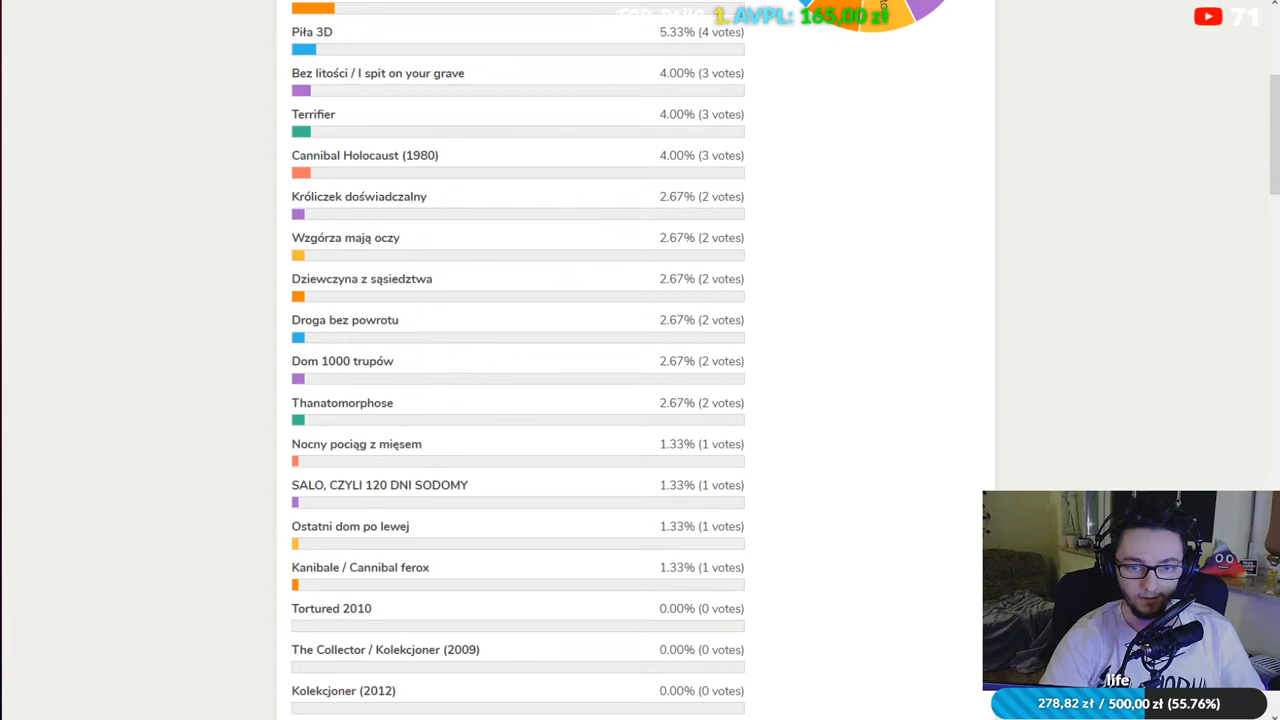 1. AVPL: 165,00 zł
71
Piła 3D 5.33% (4 votes)
Bez litości / I spit on your grave 4.00% (3 votes)
Terrifier 4.00% (3 votes)
Cannibal Holocaust (1980) 4.00% (3 votes)
Króliczek doświadczalny 2.67% (2 votes)
Wzgórza mają oczy 2.67% (2 votes)
Dziewczyna z sąsiedztwa 2.67% (2 votes)
Droga bez powrotu 2.67% (2 votes)
Dom 1000 trupów 2.67% (2 votes)
Thanatomorphose 2.67% (2 votes)
Nocny pociąg z mięsem 1.33% (1 votes)
SALO, CZYLI 120 DNI SODOMY 1.33% (1 votes)
Ostatni dom po lewej 1.33% (1 votes)
Kanibale / Cannibal ferox 1.33% (1 votes)
Tortured 2010 0.00% (0 votes)
The Collector / Kolekcjoner (2009) 0.00% (0 votes)
Kolekcjoner (2012) 0.00% (0 votes)
life
278,82 zł / 500,00 zł (55.76%)